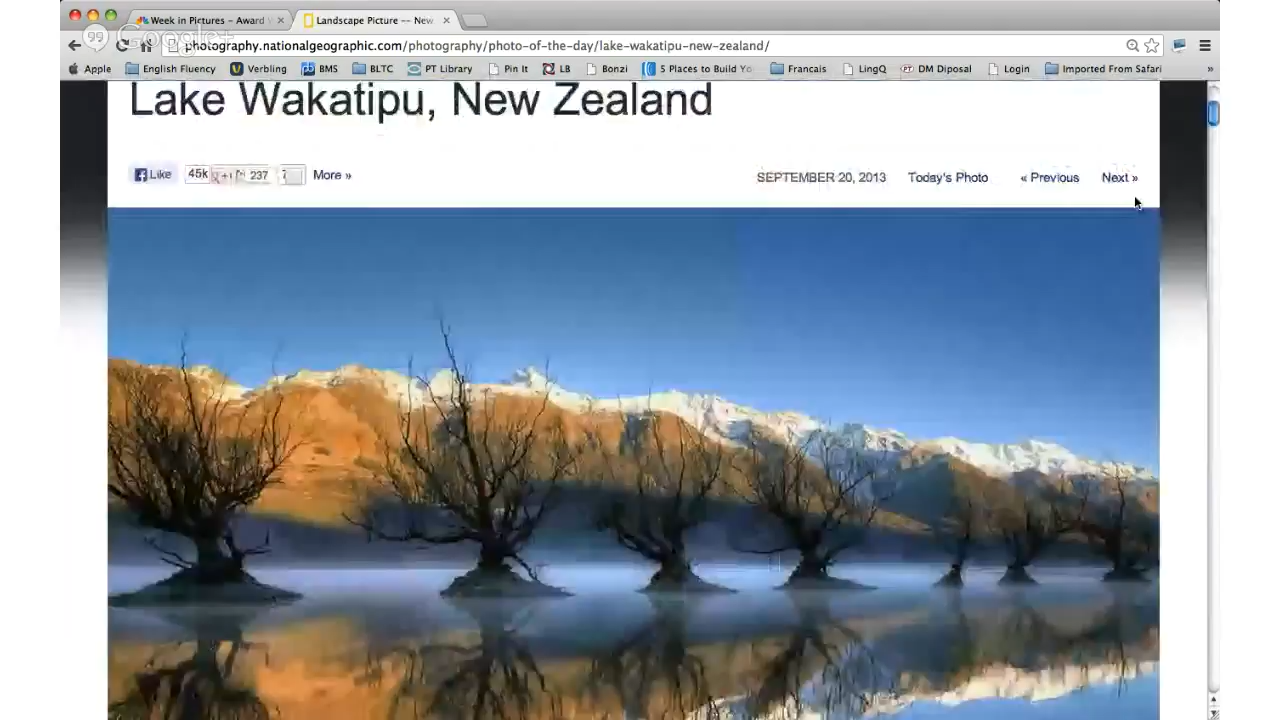 Week in Pictures - Award
Landscape Picture -- New
Google+
photography.nationalgeographic.com/photography/photo-of-the-day/lake-wakatipu-new-zealand/
Apple English Fluency Verbling BMS BLTC PT Library Pin It LB Bonzi 5 Places to Build Yo Francais LingQ DM Diposal Login Imported From Safari »
Lake Wakatipu, New Zealand
Like 45k 237 More » SEPTEMBER 20, 2013 Today's Photo « Previous Next »